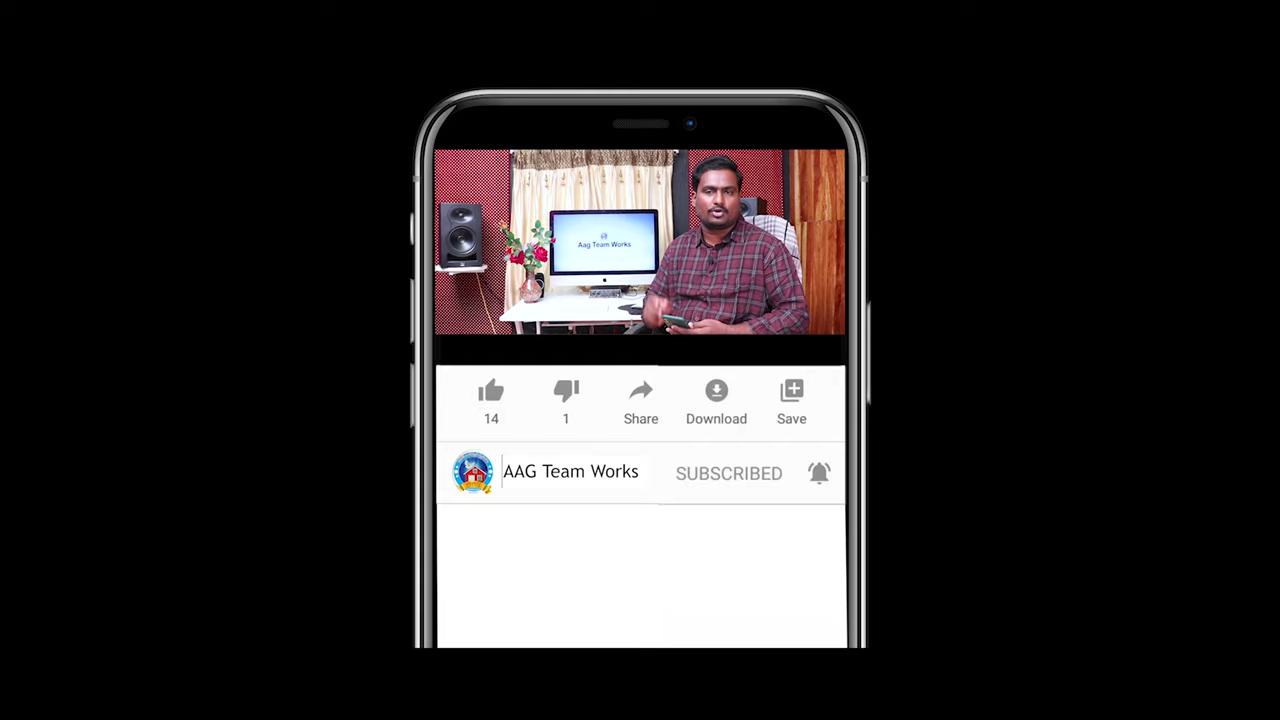 Aag Team Works
14
1
Share
Download
Save
AAG Team Works
SUBSCRIBED